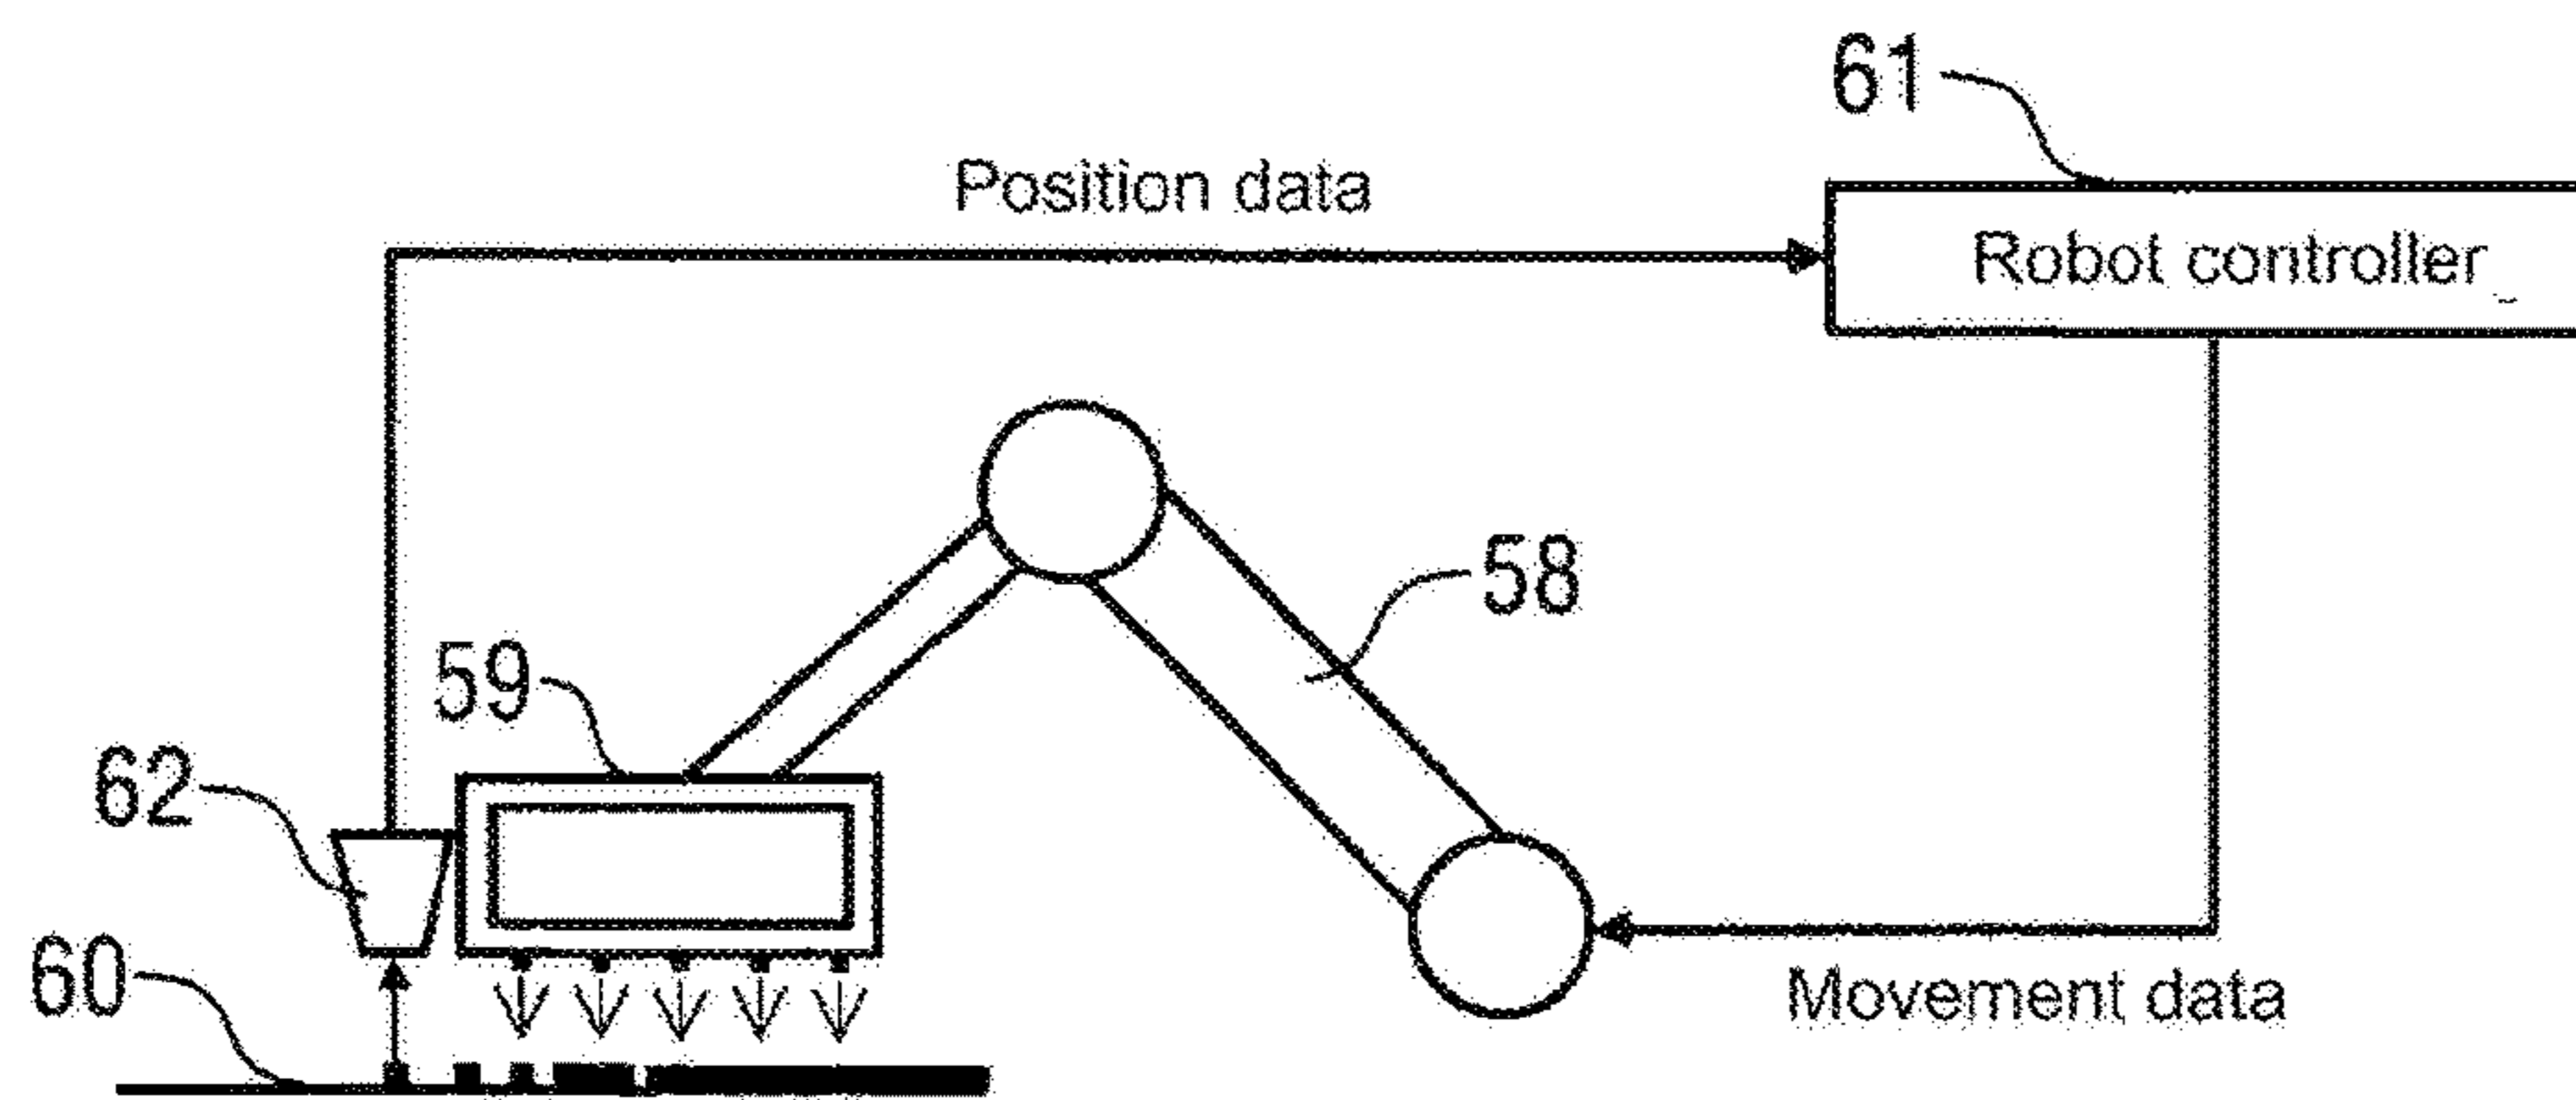 61
Position data
Robot controller
58
59
62
60
Movement data